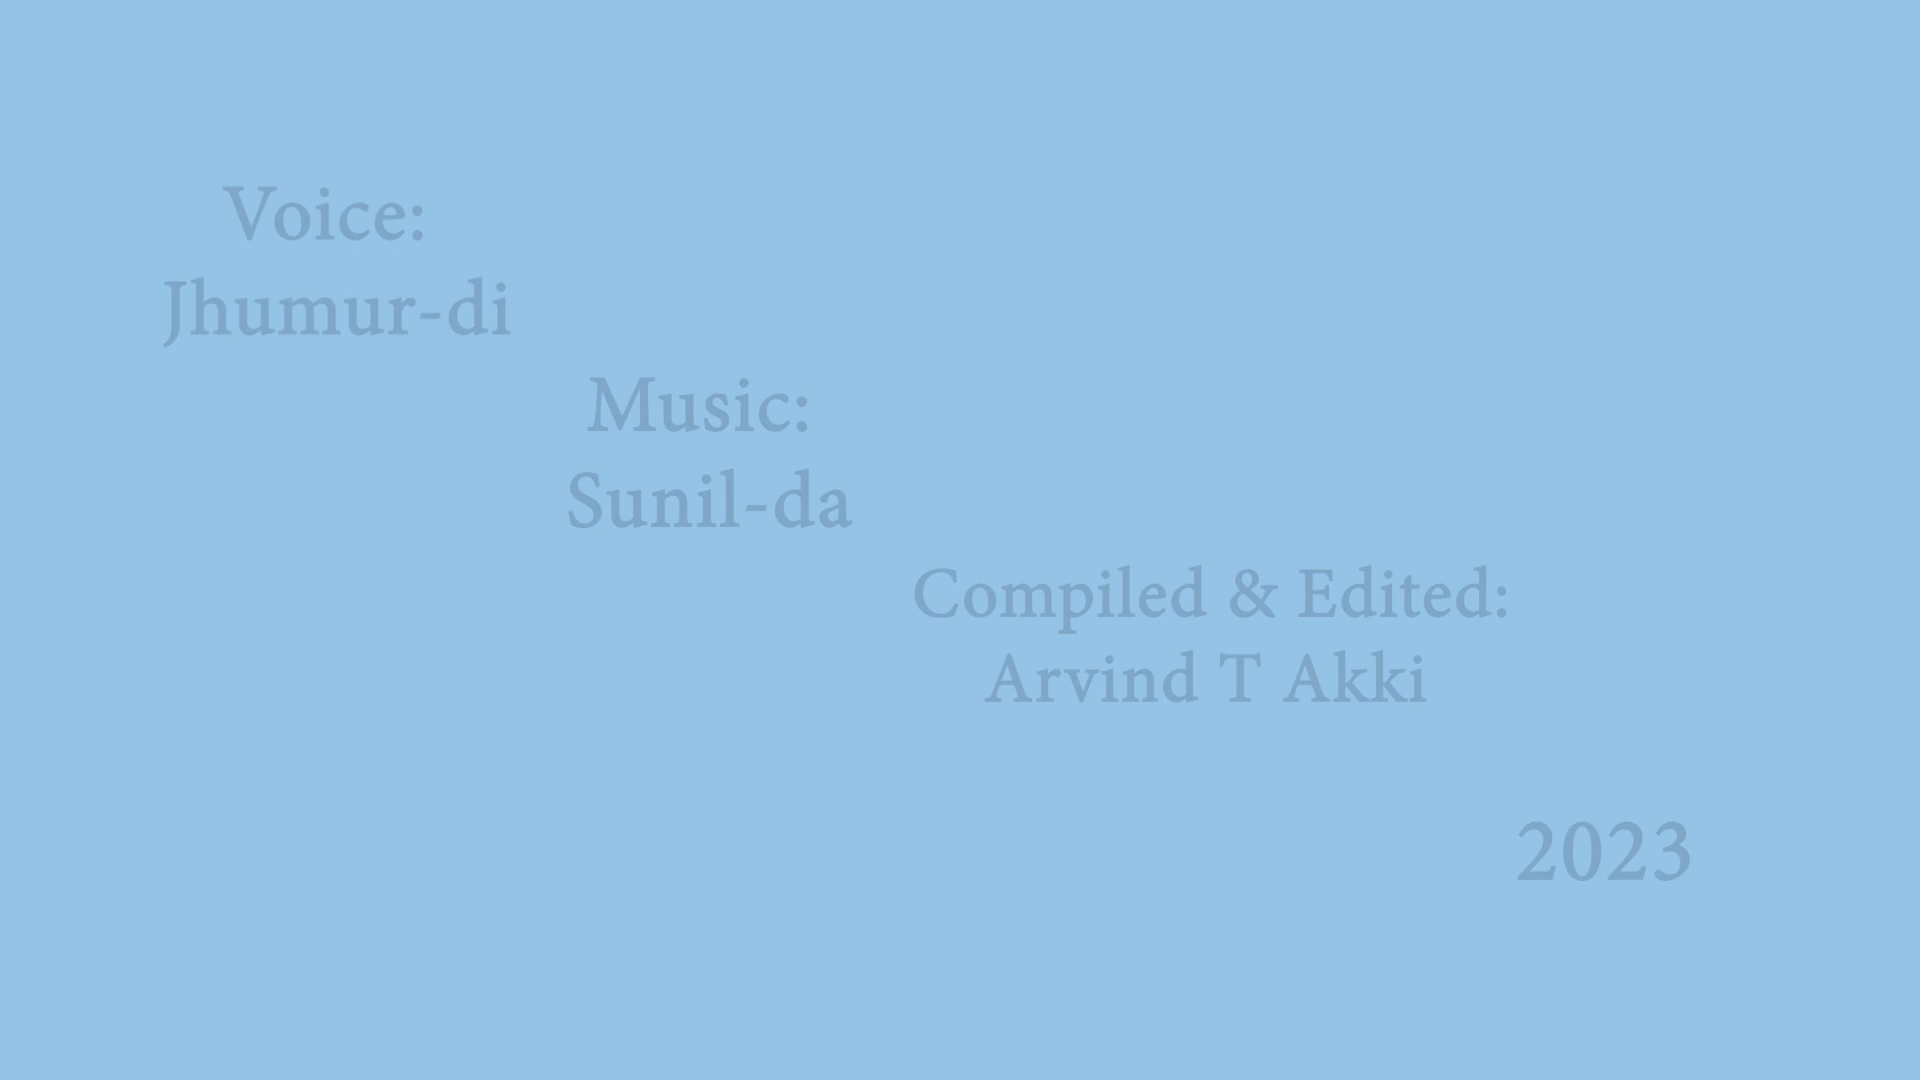 Voice:
Jhumur-di
Music:
Sunil-da
Compiled & Edited:
Arvind T Akki
2023